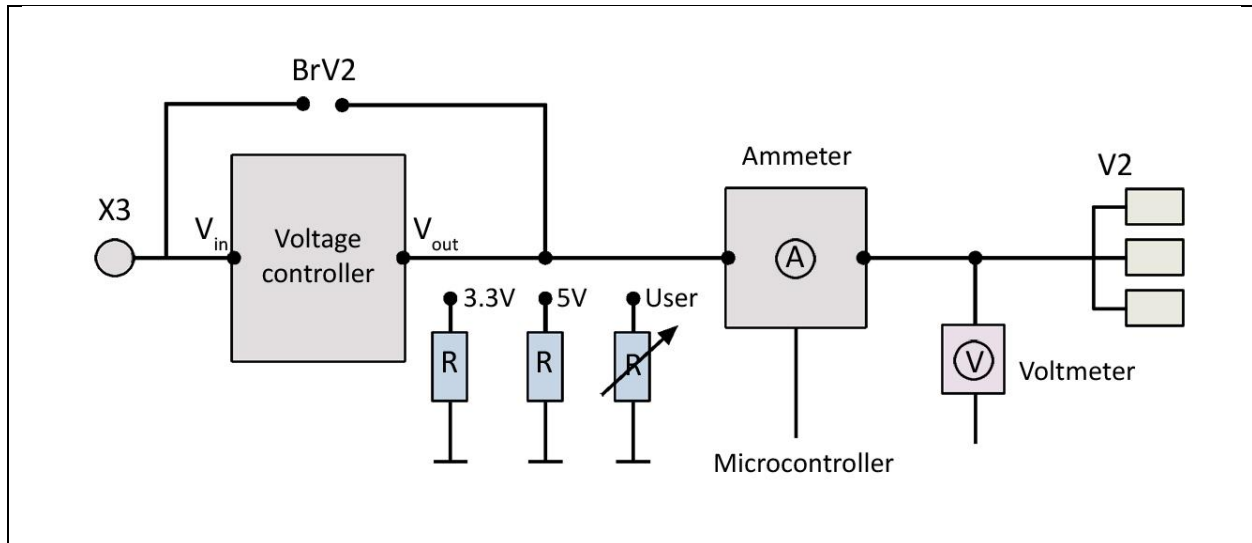 BrV2
Ammeter
V2
X3
Vin
Voltage
controller
Vout
A
3.3V
5V
User
R
R
R
V
Voltmeter
Microcontroller